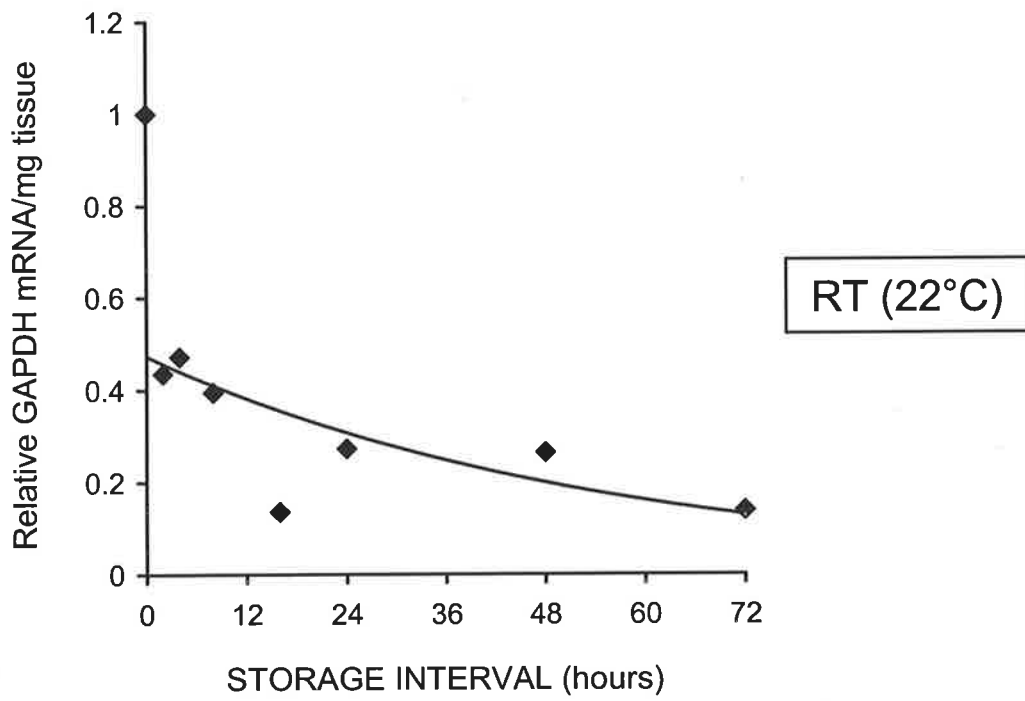 Relative GAPDH mRNA/mg tissue
1.2
1
0.8
0.6
0.4
0.2
0
0 12 24 36 48 60 72
STORAGE INTERVAL (hours)
RT (22°C)